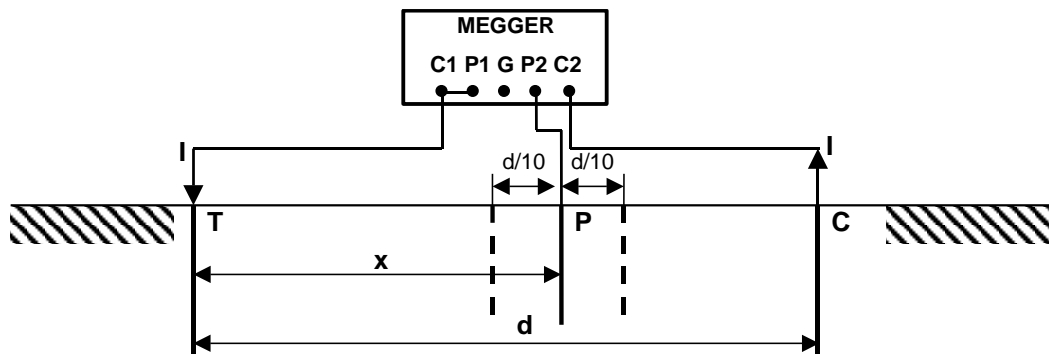 MEGGER
C1 P1 G P2 C2
I I
d/10 d/10
T P C
x
d